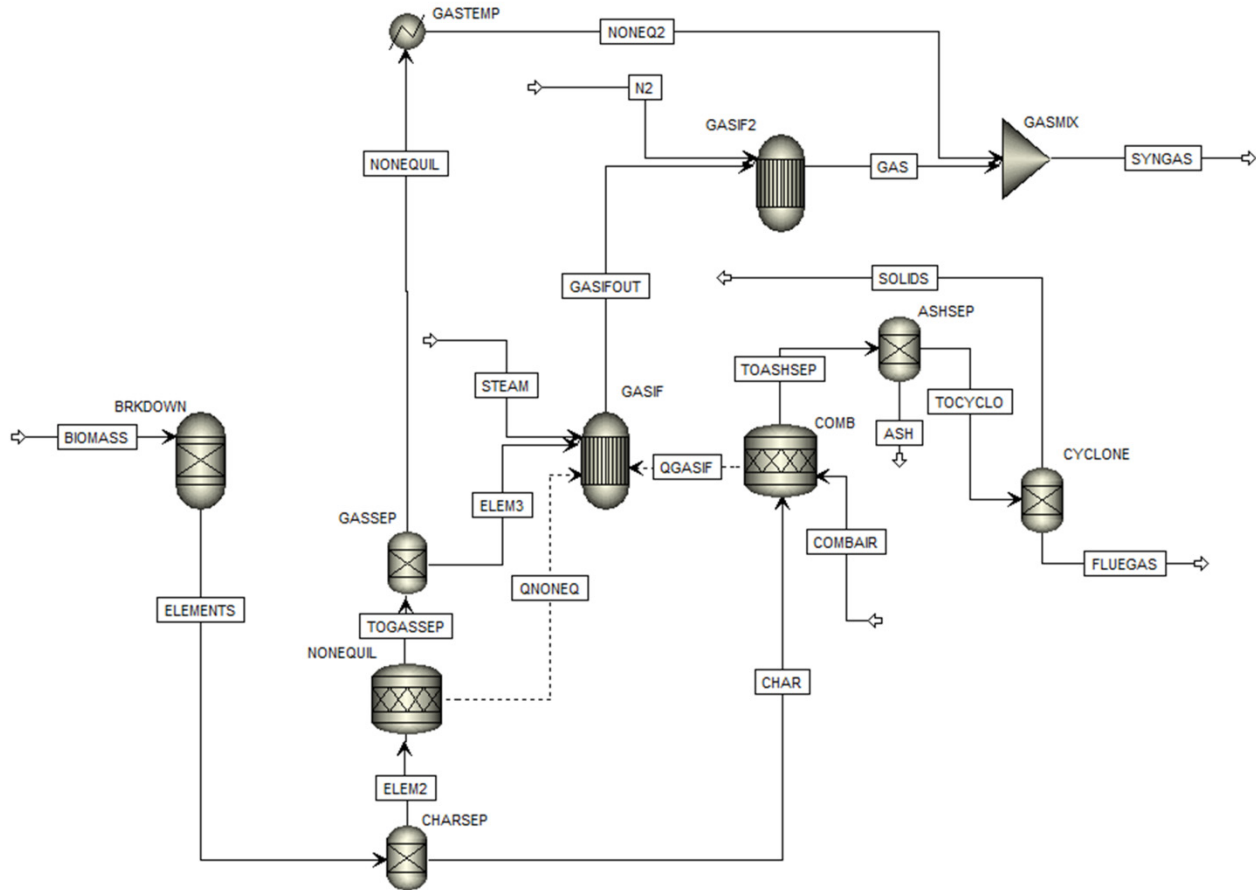 GASTEMP
NONEQ2
N2
GASIF2
GASMIX
NONEQUIL
GAS
SYNGAS
GASIFOUT
SOLIDS
ASHSEP
STEAM
GASIF
TOASHSEP
BRKDOWN
TOCYCLO
COMB
ASH
BIOMASS
CYCLONE
QGASIF
ELEM3
GASSEP
COMBAIR
QNONEQ
FLUEGAS
ELEMENTS
TOGASSEP
NONEQUIL
CHAR
ELEM2
CHARSEP